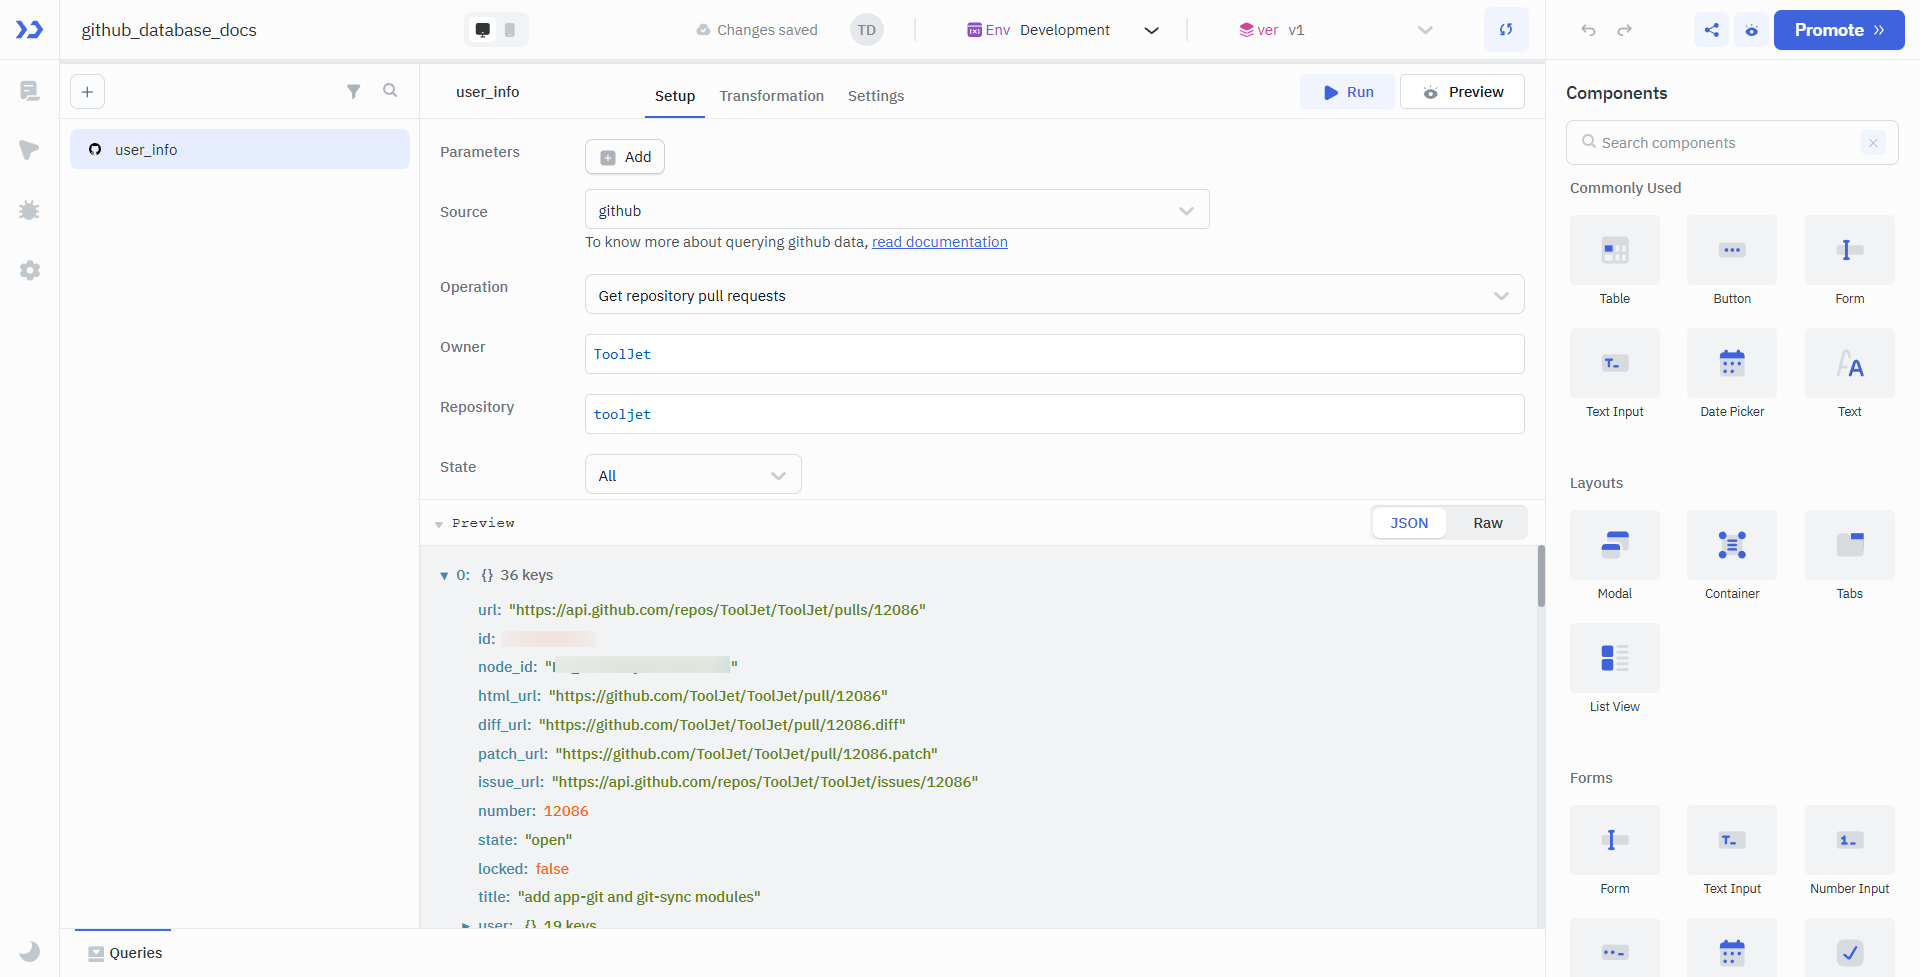 github_database_docs
Changes saved
TD
Env Development
ver v1
Promote
user_info
Setup
Transformation
Settings
Run
Preview
user_info
Parameters
Add
Source
github
To know more about querying github data, read documentation
Operation
Get repository pull requests
Owner
ToolJet
Repository
tooljet
State
All
Preview
JSON
Raw
0: {} 36 keys
url: "https://api.github.com/repos/ToolJet/ToolJet/pulls/12086"
id:
node_id: "
html_url: "https://github.com/ToolJet/ToolJet/pull/12086"
diff_url: "https://github.com/ToolJet/ToolJet/pull/12086.diff"
patch_url: "https://github.com/ToolJet/ToolJet/pull/12086.patch"
issue_url: "https://api.github.com/repos/ToolJet/ToolJet/issues/12086"
number: 12086
state: "open"
locked: false
title: "add app-git and git-sync modules"
user: {} 19 keys
Queries
Components
Search components
Commonly Used
Table
Button
Form
Text Input
Date Picker
Text
Layouts
Modal
Container
Tabs
List View
Forms
Form
Text Input
Number Input